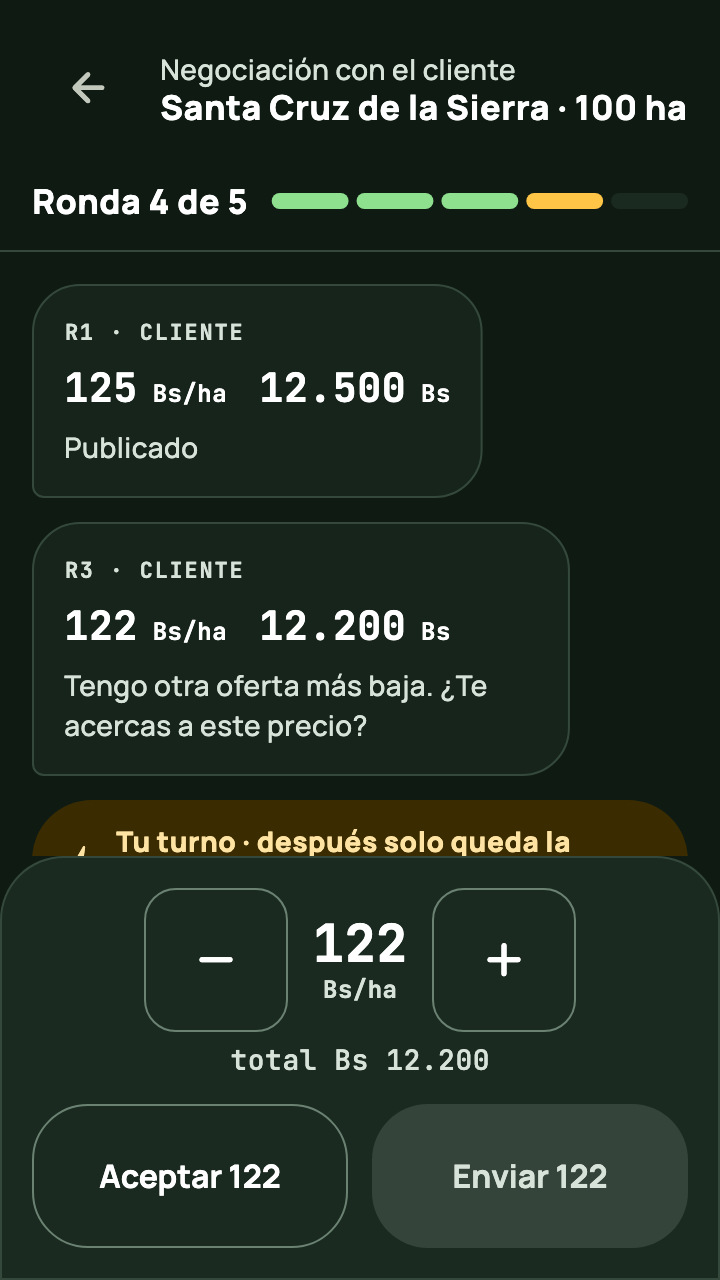 Negociación con el cliente
Santa Cruz de la Sierra · 100 ha
Ronda 4 de 5
R1 · CLIENTE
125 Bs/ha 12.500 Bs
Publicado
R3 · CLIENTE
122 Bs/ha 12.200 Bs
Tengo otra oferta más baja. ¿Te
acercas a este precio?
Tu turno · después solo queda la
−
122
+
Bs/ha
total Bs 12.200
Aceptar 122
Enviar 122